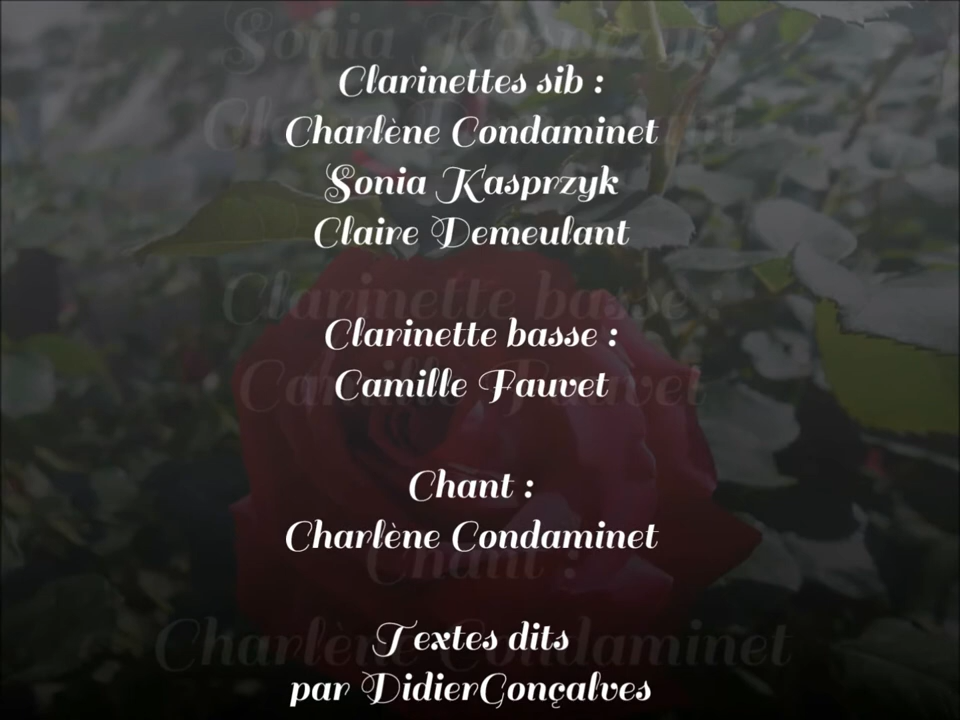 Clarinettes sib :
Charlène Condaminet
Sonia Kasprzyk
Claire Demeulant
Clarinette basse :
Camille Fauvet
Chant :
Charlène Condaminet
Textes dits
par DidierGonçalves